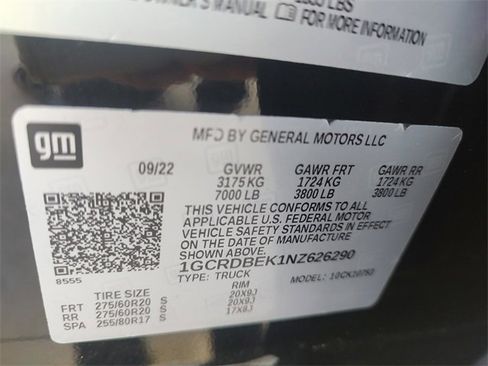 LBS
OWNER'S MANUAL FOR MORE INFORMATION
gm
MFD BY GENERAL MOTORS LLC
09/22 GVWR GAWR FRT GAWR RR
3175 KG 1724 KG 1724 KG
7000 LB 3800 LB 3800 LB
THIS VEHICLE CONFORMS TO ALL
APPLICABLE U.S. FEDERAL MOTOR
VEHICLE SAFETY STANDARDS IN
EFFECT ON THE DATE OF MANUFACTURE
SHOWN ABOVE.
1GCRDBEK1NZ626290
8555
TYPE: TRUCK MODEL:
TIRE SIZE RIM
FRT 275/60R20 S 20X9J
RR 275/60R20 S 20X9J
SPA 255/80R17 S 17X8J